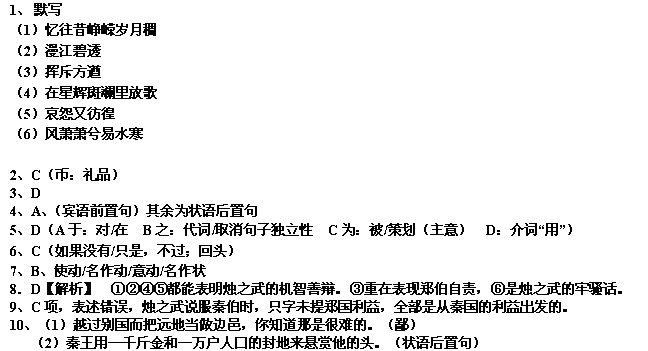 1、 默写
（1）忆往昔峥嵘岁月稠
（2）漫江碧透
（3）挥斥方遒
（4）在星辉斑斓里放歌
（5）哀怨又彷徨
（6）风萧萧兮易水寒
2、C（币：礼品）
3、D
4、A、（宾语前置句）其余为状语后置句
5、D（A 于：对/在 B 之：代词/取消句子独立性 C 为：被/策划（主意） D：介词“用”）
6、C（如果没有/只是，不过；回头）
7、B、使动/名作动/意动/名作状
8．D【解析】 ①②④⑤都能表明烛之武的机智善辩。③重在表现郑伯自责，⑥是烛之武的牢骚话。
9、C 项，表述错误，烛之武说服秦伯时，只字未提郑国利益，全部是从秦国的利益出发的。
10、（1）越过别国而把远地当做边邑，你知道那是很难的。（鄙）
（2）秦王用一千斤金和一万户人口的封地来悬赏他的头。（状语后置句）